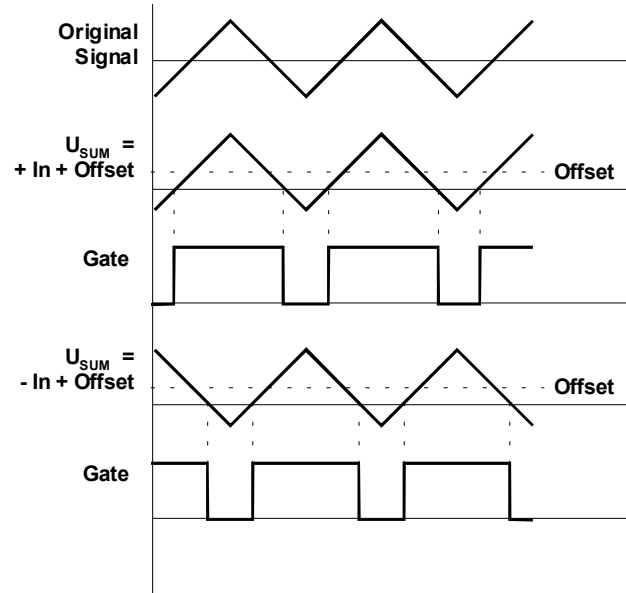 Original
Signal
U_SUM =
+ In + Offset
Offset
Gate
U_SUM =
- In + Offset
Offset
Gate